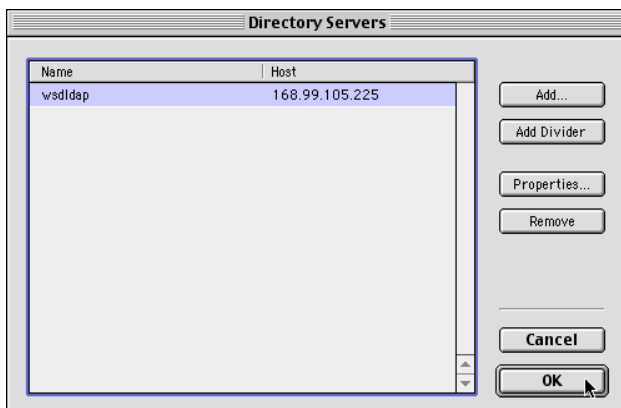 Directory Servers
Name Host
wsdldap 168.99.105.225
Add...
Add Divider
Properties...
Remove
Cancel
OK